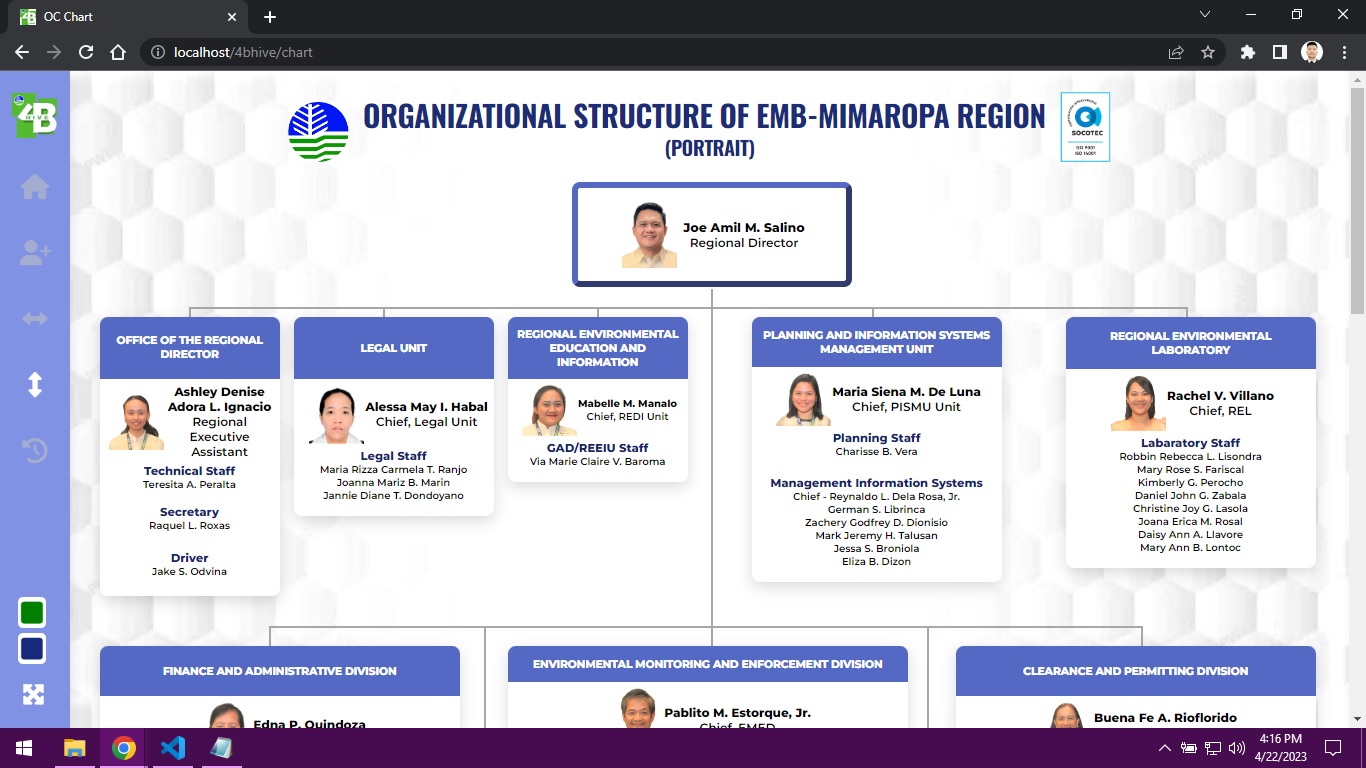 OC Chart
localhost/4bhive/chart
4B
HIVE
ORGANIZATIONAL STRUCTURE OF EMB-MIMAROPA REGION
(PORTRAIT)
SOCOTEC
ISO 9001
ISO 14001
Joe Amil M. Salino
Regional Director
OFFICE OF THE REGIONAL
DIRECTOR
Ashley Denise
Adora L. Ignacio
Regional
Executive
Assistant
Technical Staff
Teresita A. Peralta
Secretary
Raquel L. Roxas
Driver
Jake S. Odvina
LEGAL UNIT
Alessa May I. Habal
Chief, Legal Unit
Legal Staff
Maria Rizza Carmela T. Ranjo
Joanna Mariz B. Marin
Jannie Diane T. Dondoyano
REGIONAL ENVIRONMENTAL
EDUCATION AND
INFORMATION
Mabelle M. Manalo
Chief, REDI Unit
GAD/REEIU Staff
Via Marie Claire V. Baroma
PLANNING AND INFORMATION SYSTEMS
MANAGEMENT UNIT
Maria Siena M. De Luna
Chief, PISMU Unit
Planning Staff
Charisse B. Vera
Management Information Systems
Chief - Reynaldo L. Dela Rosa, Jr.
German S. Librinca
Zachery Godfrey D. Dionisio
Mark Jeremy H. Talusan
Jessa S. Broniola
Eliza B. Dizon
REGIONAL ENVIRONMENTAL
LABORATORY
Rachel V. Villano
Chief, REL
Labaratory Staff
Robbin Rebecca L. Lisondra
Mary Rose S. Fariscal
Kimberly G. Perocho
Daniel John G. Zabala
Christine Joy G. Lasola
Joana Erica M. Rosal
Daisy Ann A. Llavore
Mary Ann B. Lontoc
FINANCE AND ADMINISTRATIVE DIVISION
Edna P. Quindoza
ENVIRONMENTAL MONITORING AND ENFORCEMENT DIVISION
Pablito M. Estorque, Jr.
Chief, EMED
CLEARANCE AND PERMITTING DIVISION
Buena Fe A. Rioflorido
4:16 PM
4/22/2023